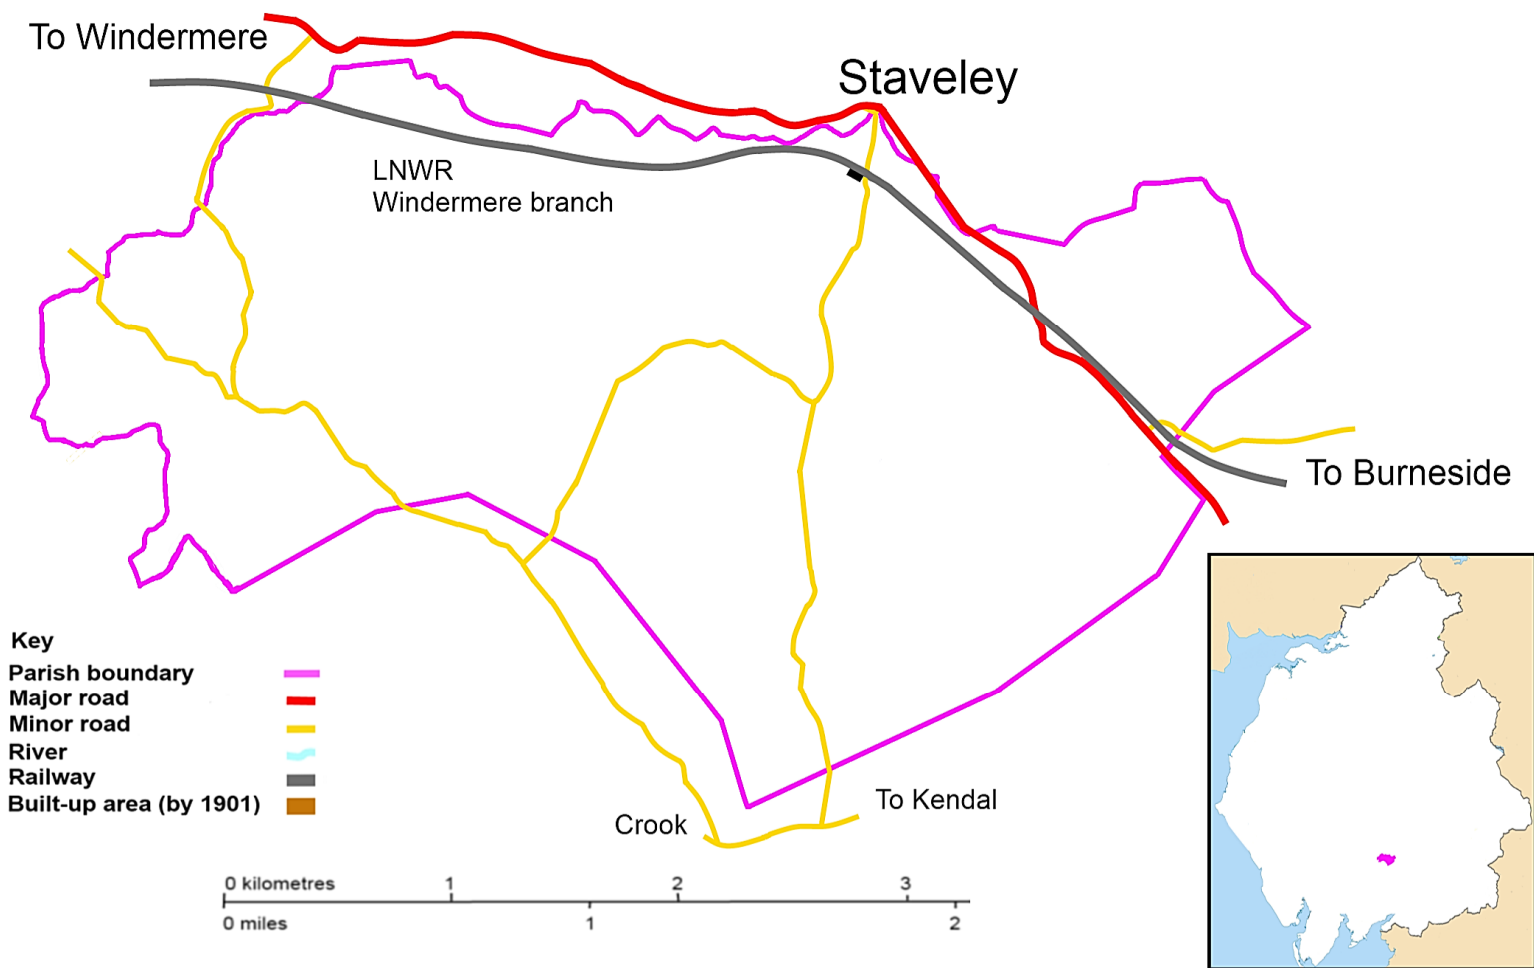 To Windermere
Staveley
LNWR
Windermere branch
To Burneside
Key
Parish boundary
Major road
Minor road
River
Railway
Built-up area (by 1901)
To Kendal
Crook
0 kilometres 1 2 3
0 miles 1 2